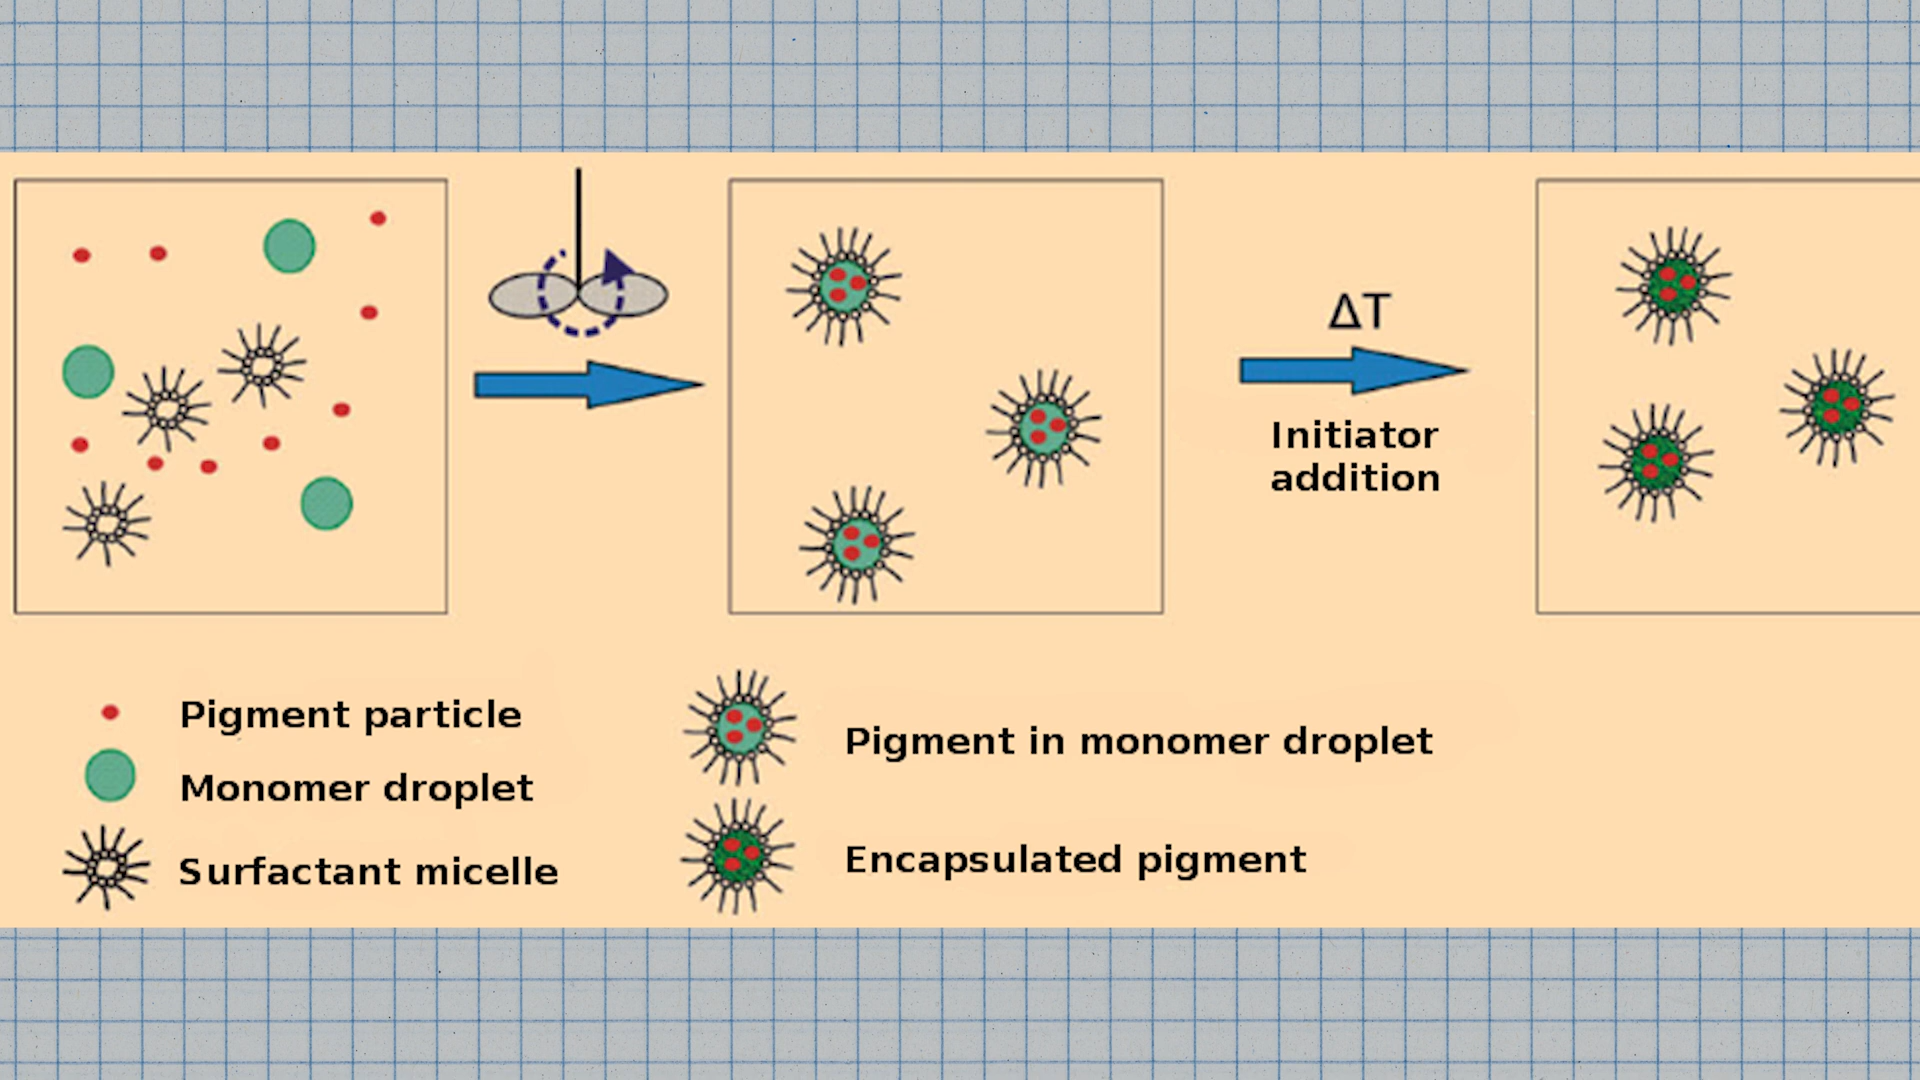 ΔT
Initiator
addition
Pigment particle
Monomer droplet
Surfactant micelle
Pigment in monomer droplet
Encapsulated pigment